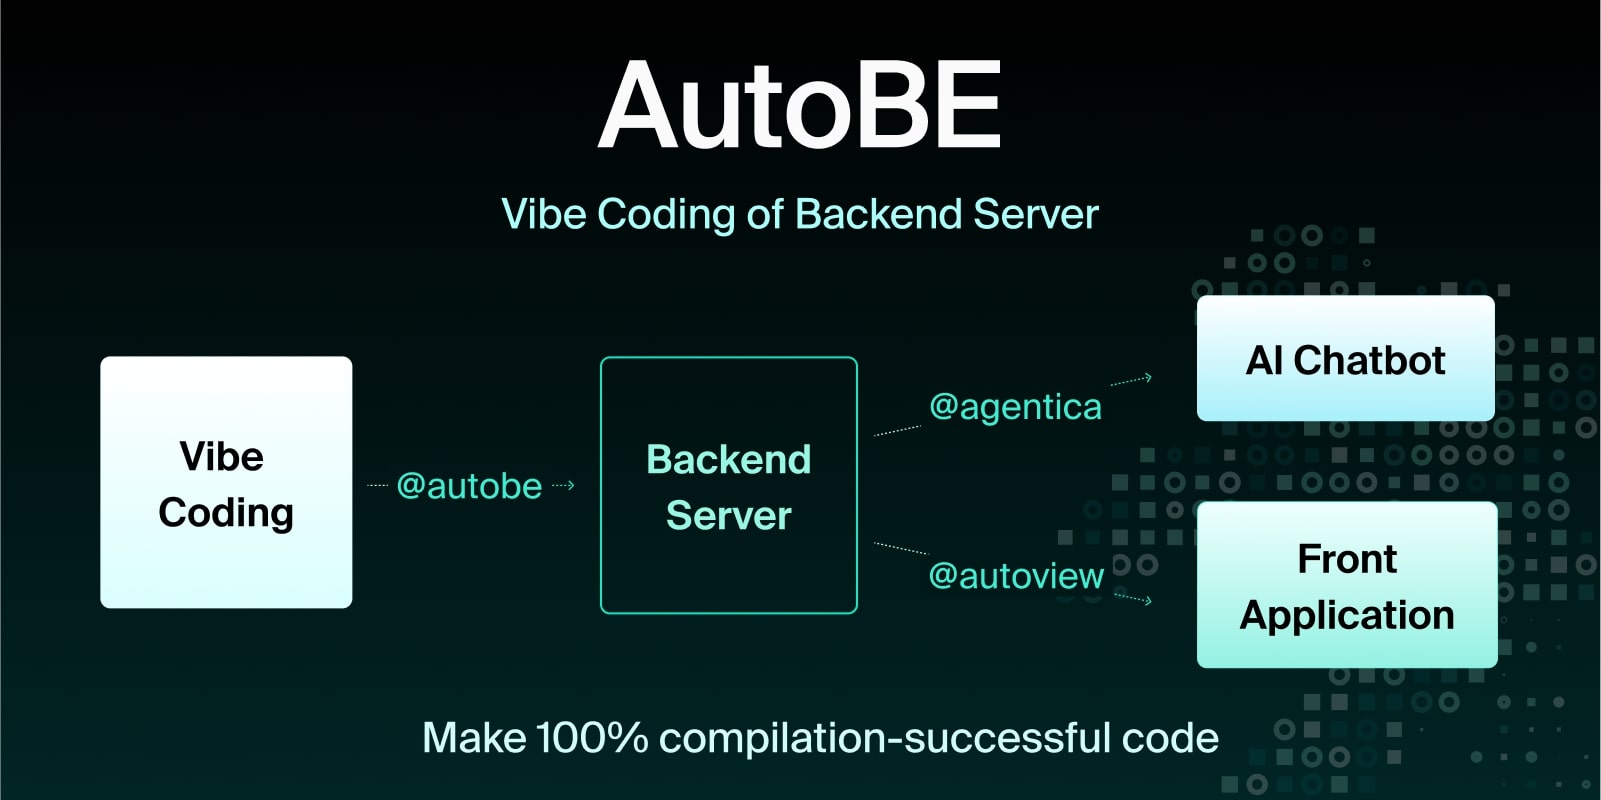 AutoBE
Vibe Coding of Backend Server
Vibe
Coding
@autobe
Backend
Server
@agentica
AI Chatbot
@autoview
Front
Application
Make 100% compilation-successful code